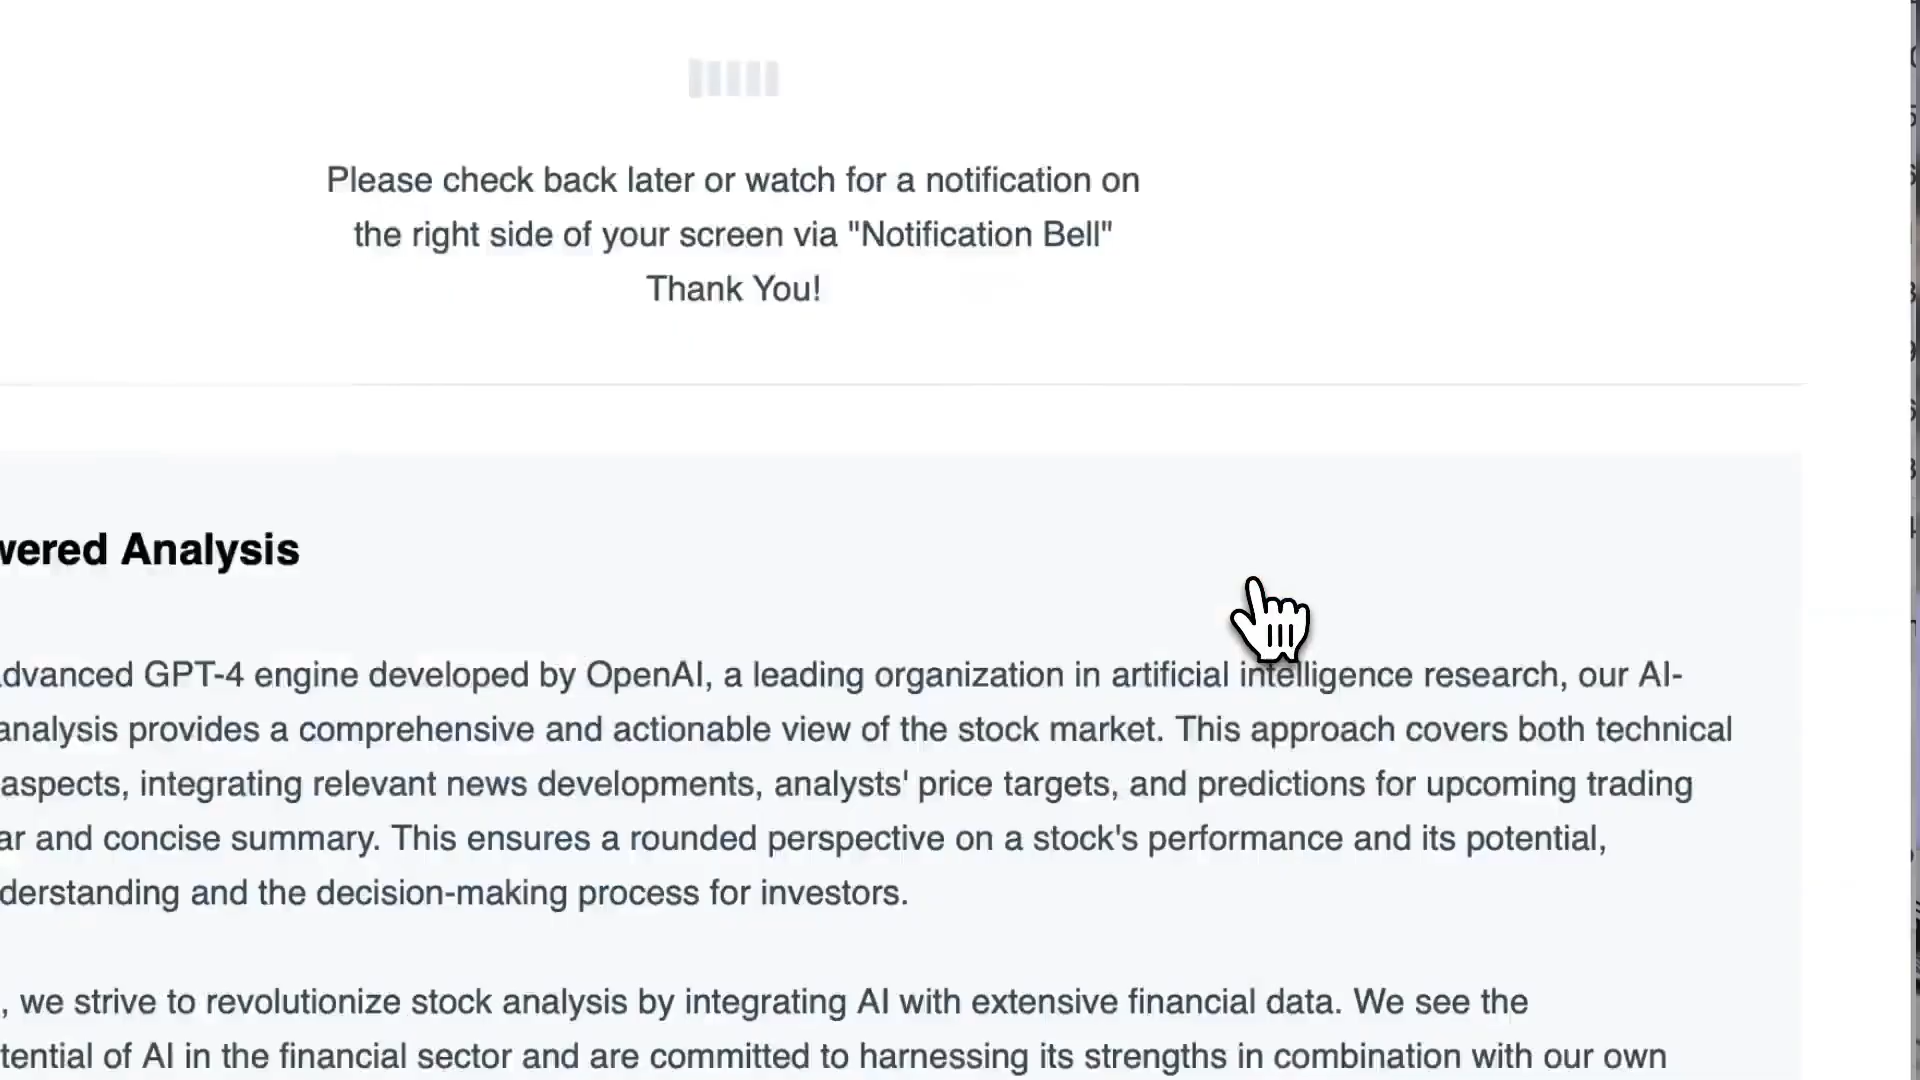 Please check back later or watch for a notification on
the right side of your screen via "Notification Bell"
Thank You!
wered Analysis
dvanced GPT-4 engine developed by OpenAI, a leading organization in artificial intelligence research, our AI-
analysis provides a comprehensive and actionable view of the stock market. This approach covers both technical
aspects, integrating relevant news developments, analysts' price targets, and predictions for upcoming trading
ar and concise summary. This ensures a rounded perspective on a stock's performance and its potential,
derstanding and the decision-making process for investors.
, we strive to revolutionize stock analysis by integrating AI with extensive financial data. We see the
tential of AI in the financial sector and are committed to harnessing its strengths in combination with our own